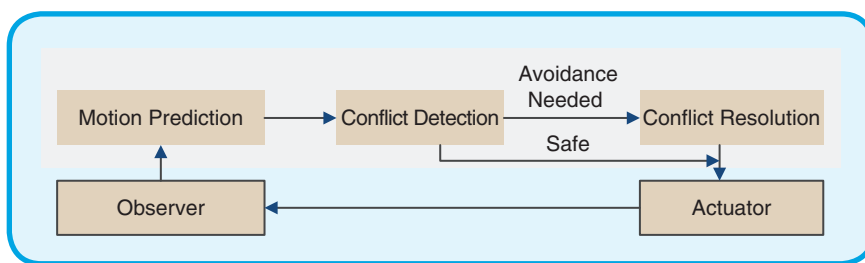 Motion Prediction
Conflict Detection
Avoidance
Needed
Conflict Resolution
Safe
Observer
Actuator